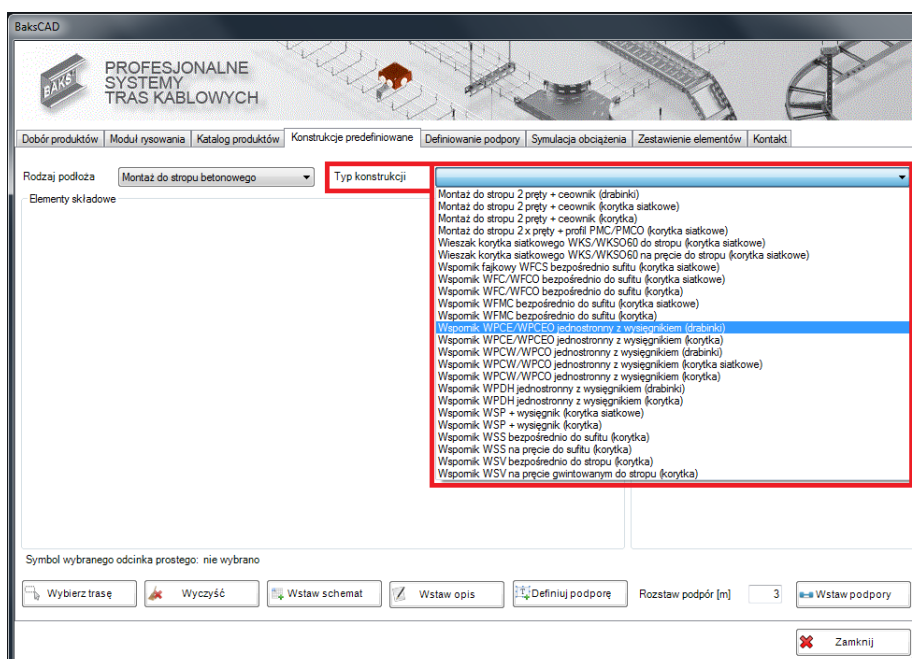 BaksCAD
BAKS
PROFESJONALNE
SYSTEMY
TRAS KABLOWYCH
Dobór produktów Moduł rysowania Katalog produktów Konstrukcje predefiniowane Definiowanie podpory Symulacja obciążenia Zestawienie elementów Kontakt
Rodzaj podłoża Montaż do stropu betonowego Typ konstrukcji
Elementy składowe
Montaż do stropu 2 pręty + ceownik (drabinki)
Montaż do stropu 2 pręty + ceownik (korytka siatkowe)
Montaż do stropu 2 pręty + ceownik (korytka)
Montaż do stropu 2 x pręty + profil PMC/PMCO (korytka siatkowe)
Wieszak korytka siatkowego WKS/WKSO60 do stropu (korytka siatkowe)
Wieszak korytka siatkowego WKS/WKSO60 na pręcie do stropu (korytka siatkowe)
Wspornik fajkowy WFCS bezpośrednio sufitu (korytka siatkowe)
Wspornik WFC/WFCO bezpośrednio do sufitu (korytka siatkowe)
Wspornik WFC/WFCO bezpośrednio do sufitu (korytka)
Wspornik WFMC bezpośrednio do sufitu (korytka siatkowe)
Wspornik WFMC bezpośrednio do sufitu (korytka)
Wspornik WPCE/WPCEO jednostronny z wysięgnikiem (drabinki)
Wspornik WPCE/WPCEO jednostronny z wysięgnikiem (korytka)
Wspornik WPCW/WPCO jednostronny z wysięgnikiem (drabinki)
Wspornik WPCW/WPCO jednostronny z wysięgnikiem (korytka siatkowe)
Wspornik WPCW/WPCO jednostronny z wysięgnikiem (korytka)
Wspornik WPDH jednostronny z wysięgnikiem (drabinki)
Wspornik WPDH jednostronny z wysięgnikiem (korytka)
Wspornik WSP + wysięgnik (korytka siatkowe)
Wspornik WSP + wysięgnik (korytka)
Wspornik WSS bezpośrednio do sufitu (korytka)
Wspornik WSS na pręcie do sufitu (korytka)
Wspornik WSV bezpośrednio do stropu (korytka)
Wspornik WSV na pręcie gwintowanym do stropu (korytka)
Symbol wybranego odcinka prostego: nie wybrano
Wybierz trasę Wyczyść Wstaw schemat Wstaw opis Definiuj podporę Rozstaw podpór [m] 3 Wstaw podpory
Zamknij